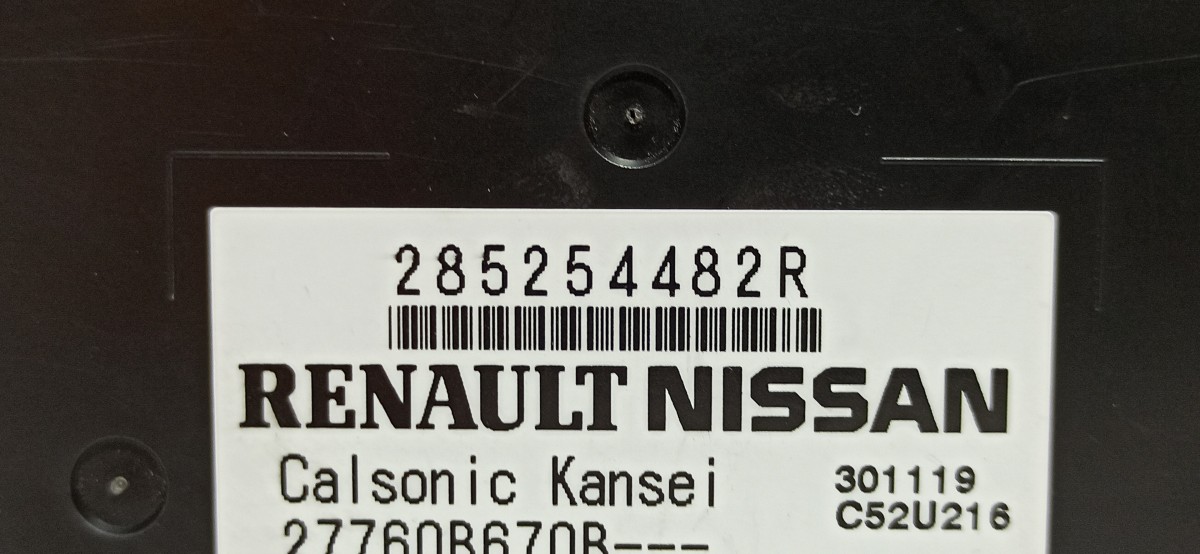 285254482R
RENAULT NISSAN
Calsonic Kansei
301119
C52U216